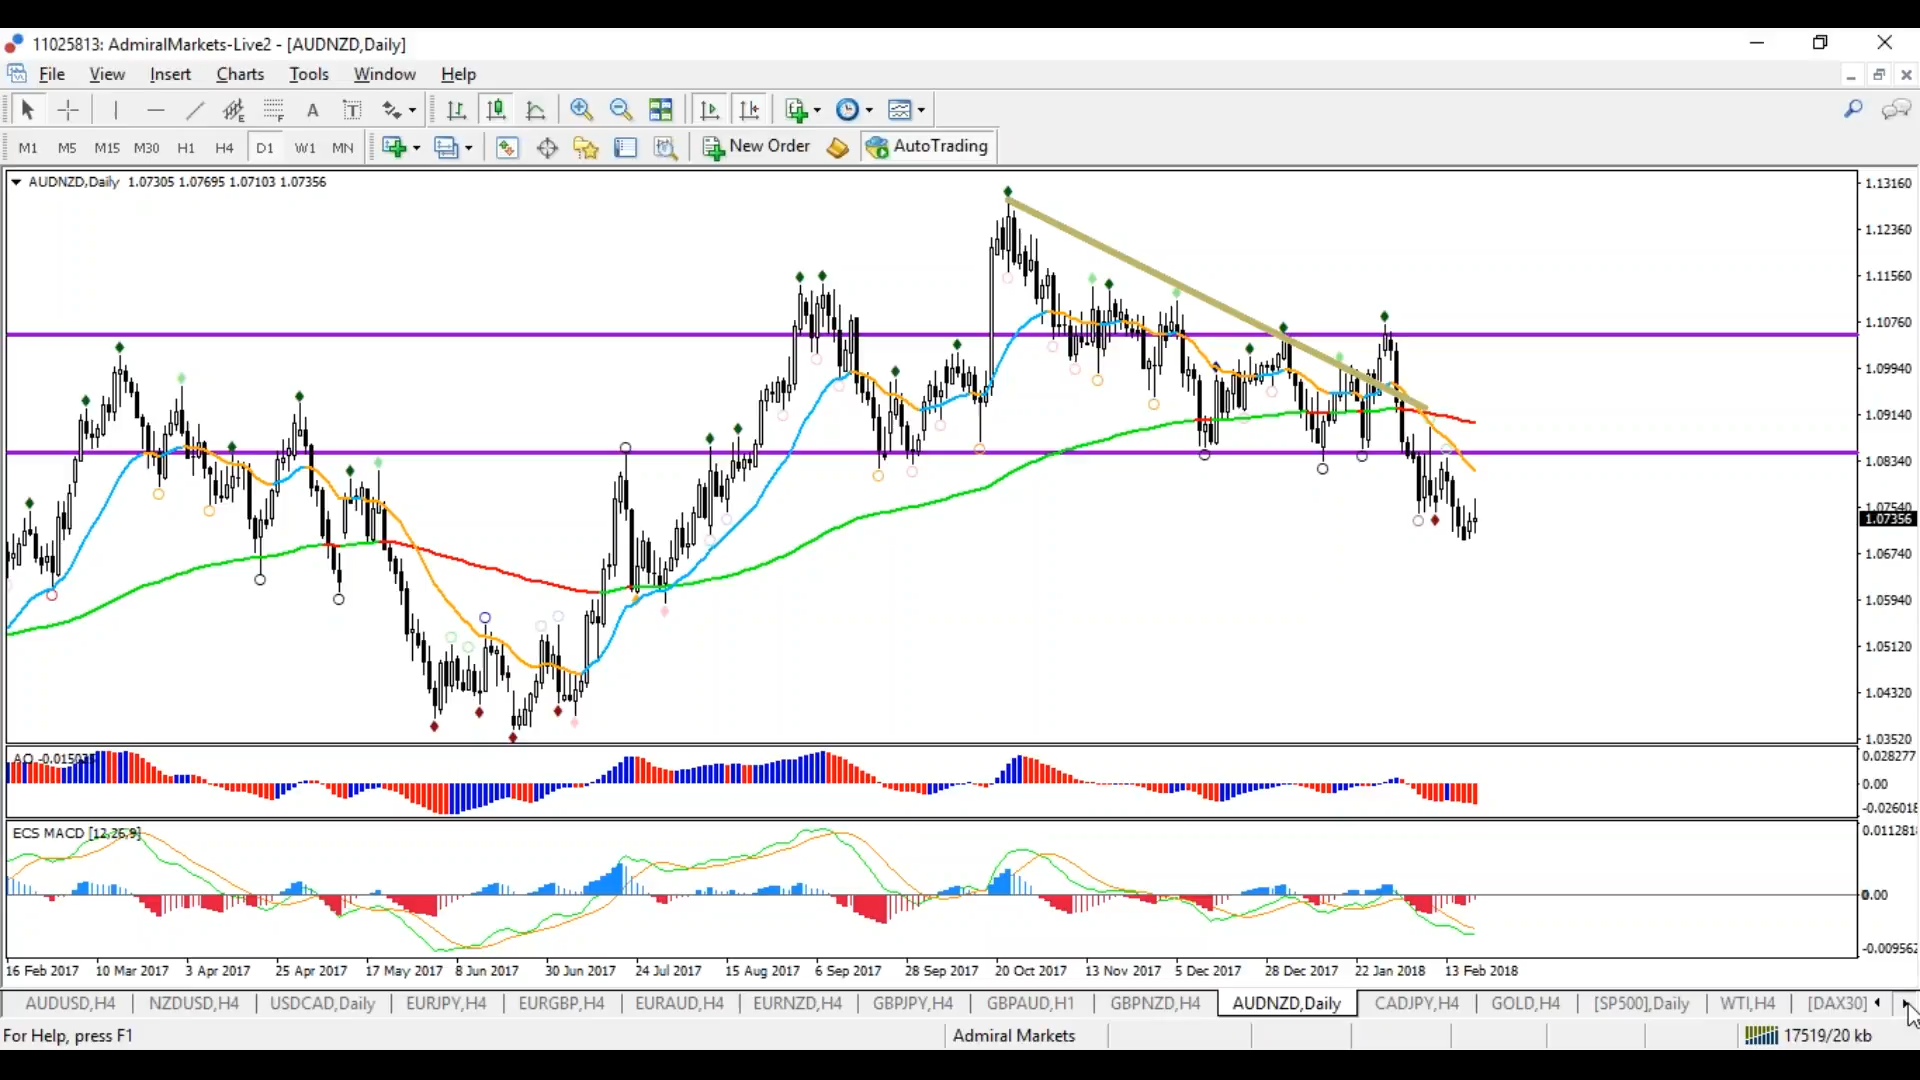 11025813: AdmiralMarkets-Live2 - [AUDNZD,Daily]
File View Insert Charts Tools Window Help
A T
M1 M5 M15 M30 H1 H4 D1 W1 MN New Order AutoTrading
AUDNZD,Daily 1.07305 1.07695 1.07103 1.07356
1.13160
1.12360
1.11560
1.10760
1.09940
1.09140
1.08340
1.07540
1.07356
1.06740
1.05940
1.05120
1.04320
1.03520
AO
0.028277
0.00
ECS MACD [12,26,9]
0.00
16 Feb 2017 10 Mar 2017 3 Apr 2017 25 Apr 2017 17 May 2017 8 Jun 2017 30 Jun 2017 24 Jul 2017 15 Aug 2017 6 Sep 2017 28 Sep 2017 20 Oct 2017 13 Nov 2017 5 Dec 2017 28 Dec 2017 22 Jan 2018 13 Feb 2018
AUDUSD,H4 NZDUSD,H4 USDCAD,Daily EURJPY,H4 EURGBP,H4 EURAUD,H4 EURNZD,H4 GBPJPY,H4 GBPAUD,H1 GBPNZD,H4 AUDNZD,Daily CADJPY,H4 GOLD,H4 [SP500],Daily WTI,H4 [DAX30]
For Help, press F1 Admiral Markets 17519/20 kb